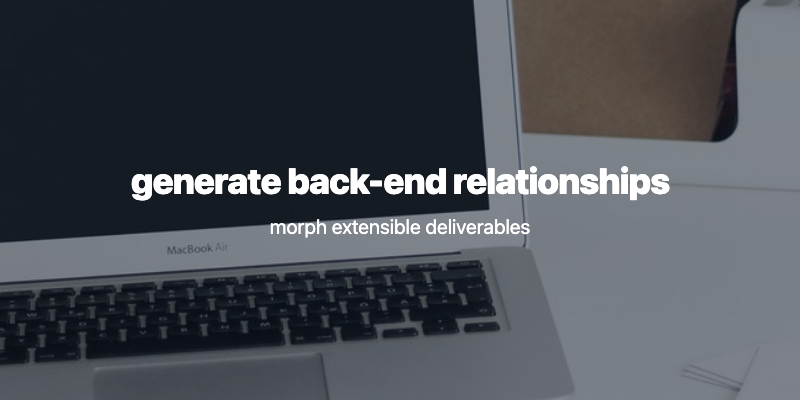 generate back-end relationships
morph extensible deliverables
MacBook Air